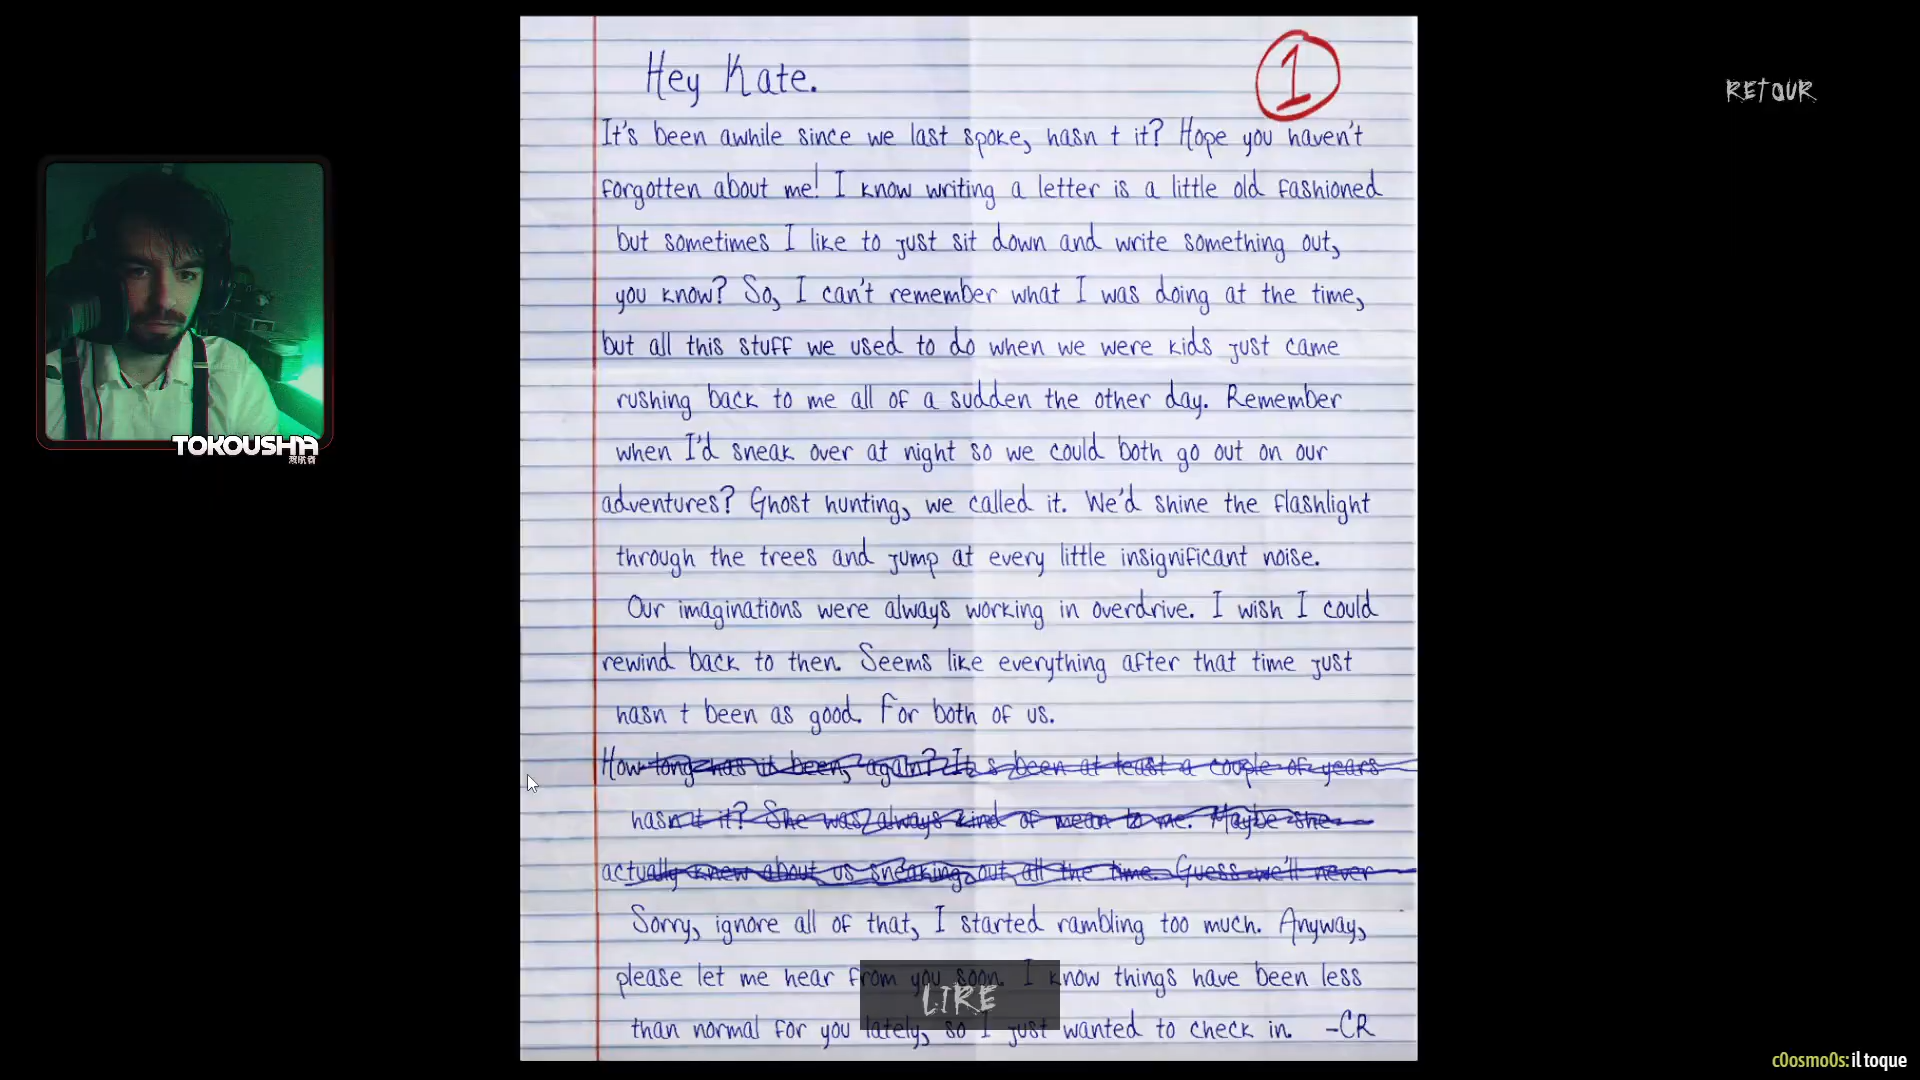 Hey Kate.
1
RETOUR
It's been awhile since we last spoke, hasn t it? Hope you haven't
forgotten about me! I know writing a letter is a little old fashioned
but sometimes I like to just sit down and write something out,
you know? So, I can't remember what I was doing at the time,
but all this stuff we used to do when we were kids just came
rushing back to me all of a sudden the other day. Remember
when I'd sneak over at night so we could both go out on our
adventures? Ghost hunting, we called it. We'd shine the flashlight
through the trees and jump at every little insignificant noise.
Our imaginations were always working in overdrive. I wish I could
rewind back to then. Seems like everything after that time just
hasn t been as good. For both of us.
How long has it been, again? It s been at least a couple of years
hasn't it? She was always kind of mean to me. Maybe she
actually knew about us sneaking out all the time. Guess we'll never
Sorry, ignore all of that, I started rambling too much. Anyway,
please let me hear from you soon. I know things have been less
than normal for you lately, so I just wanted to check in. -CR
LIKE
TOKOUSHA
c0osmo0s: il toque